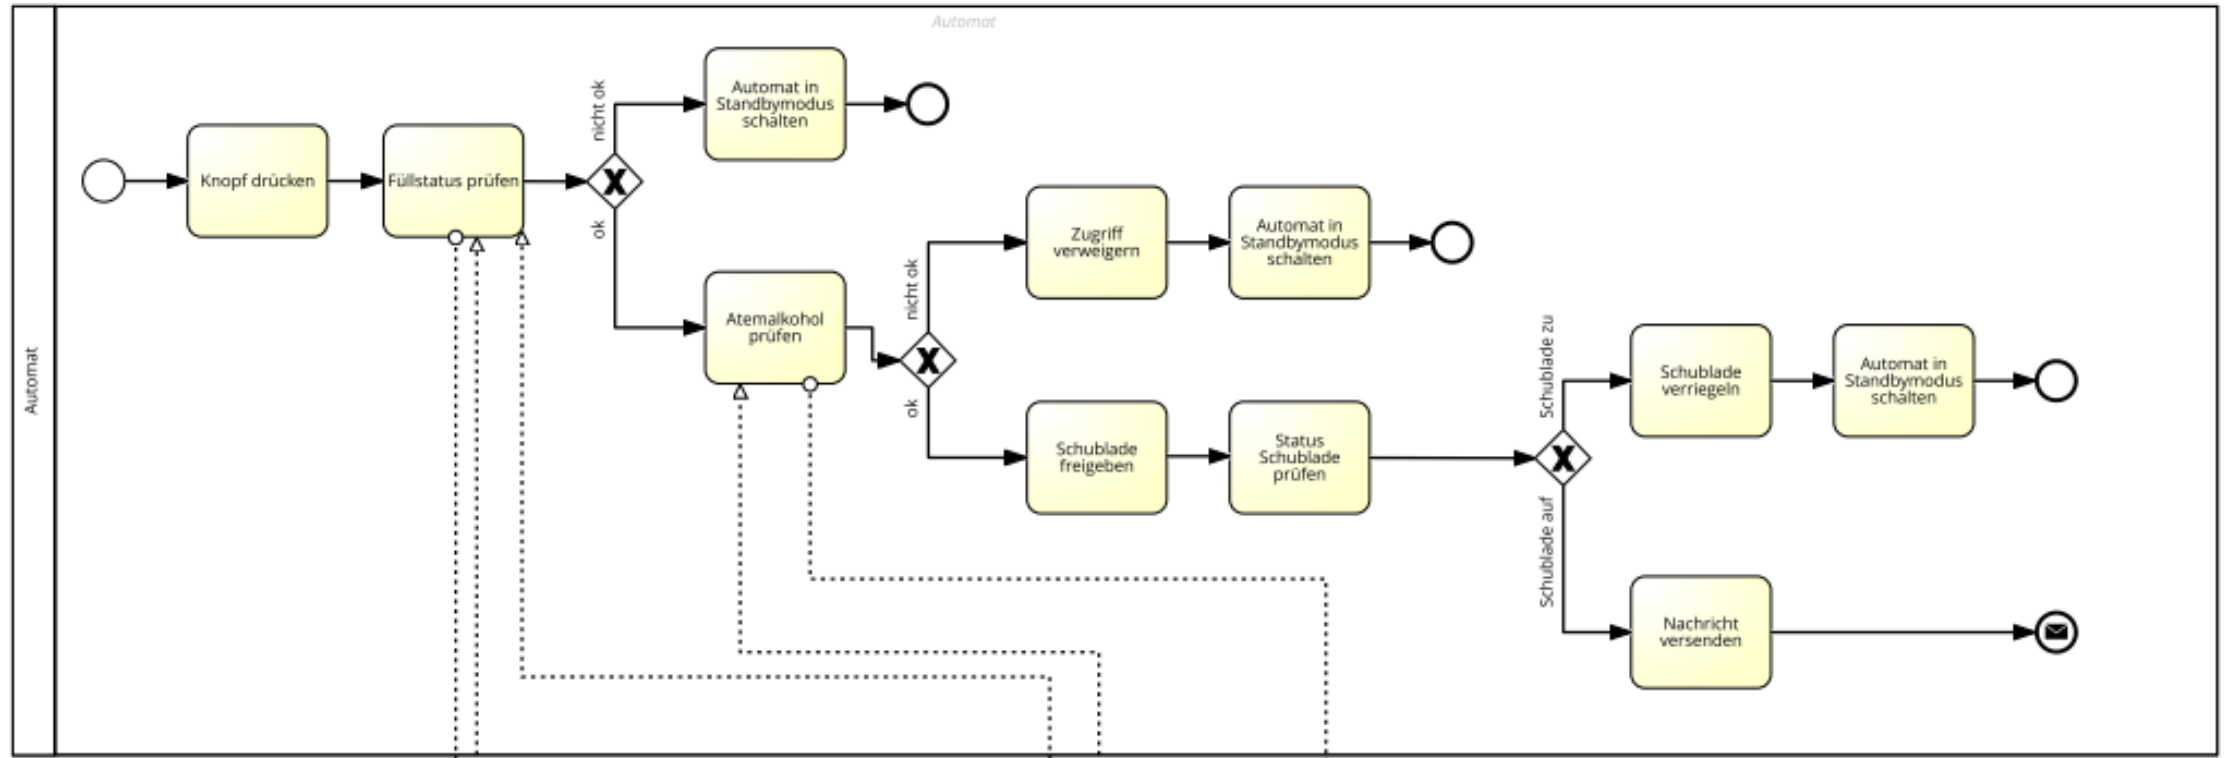 Automat
Automat
Knopf drücken
Füllstatus prüfen
nicht ok
ok
Automat in
Standbymodus
schalten
Atemalkohol
prüfen
nicht ok
ok
Zugriff
verweigern
Automat in
Standbymodus
schalten
Schublade
freigeben
Status
Schublade
prüfen
Schublade zu
Schublade auf
Schublade
verriegeln
Automat in
Standbymodus
schalten
Nachricht
versenden